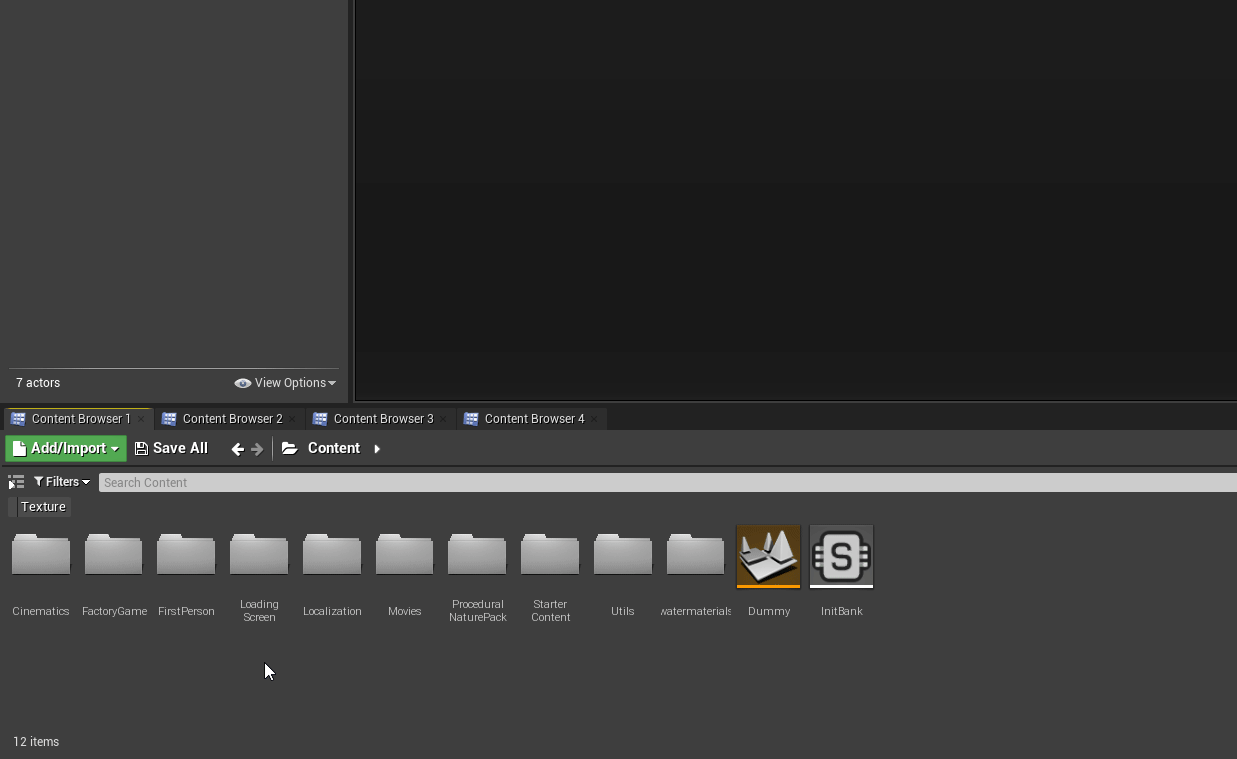 7 actors
View Options
Content Browser 1
Content Browser 2
Content Browser 3
Content Browser 4
Add/Import
Save All
Content
Filters
Search Content
Texture
Cinematics
FactoryGame
FirstPerson
Loading
Screen
Localization
Movies
Procedural
NaturePack
Starter
Content
Utils
watermaterials
Dummy
S
InitBank
12 items